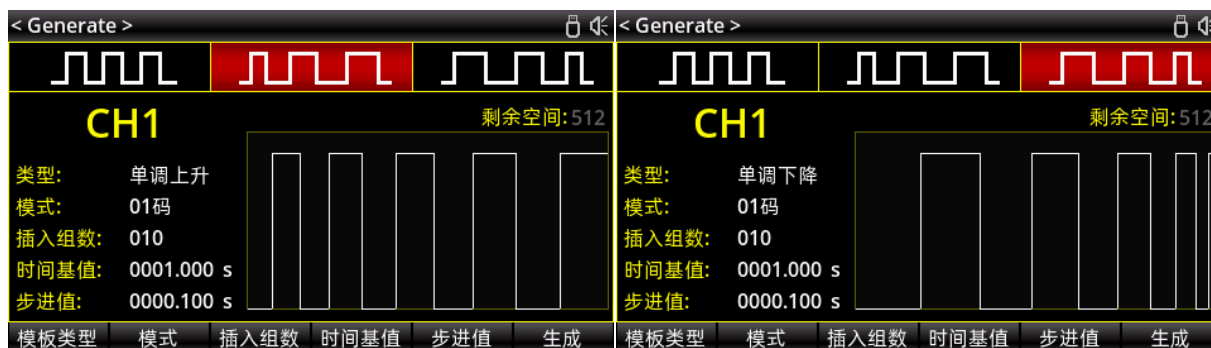 < Generate >
CH1
剩余空间:512
类型: 单调上升
模式: 01码
插入组数: 010
时间基值: 0001.000 s
步进值: 0000.100 s
模板类型 模式 插入组数 时间基值 步进值 生成
< Generate >
CH1
剩余空间:512
类型: 单调下降
模式: 01码
插入组数: 010
时间基值: 0001.000 s
步进值: 0000.100 s
模板类型 模式 插入组数 时间基值 步进值 生成